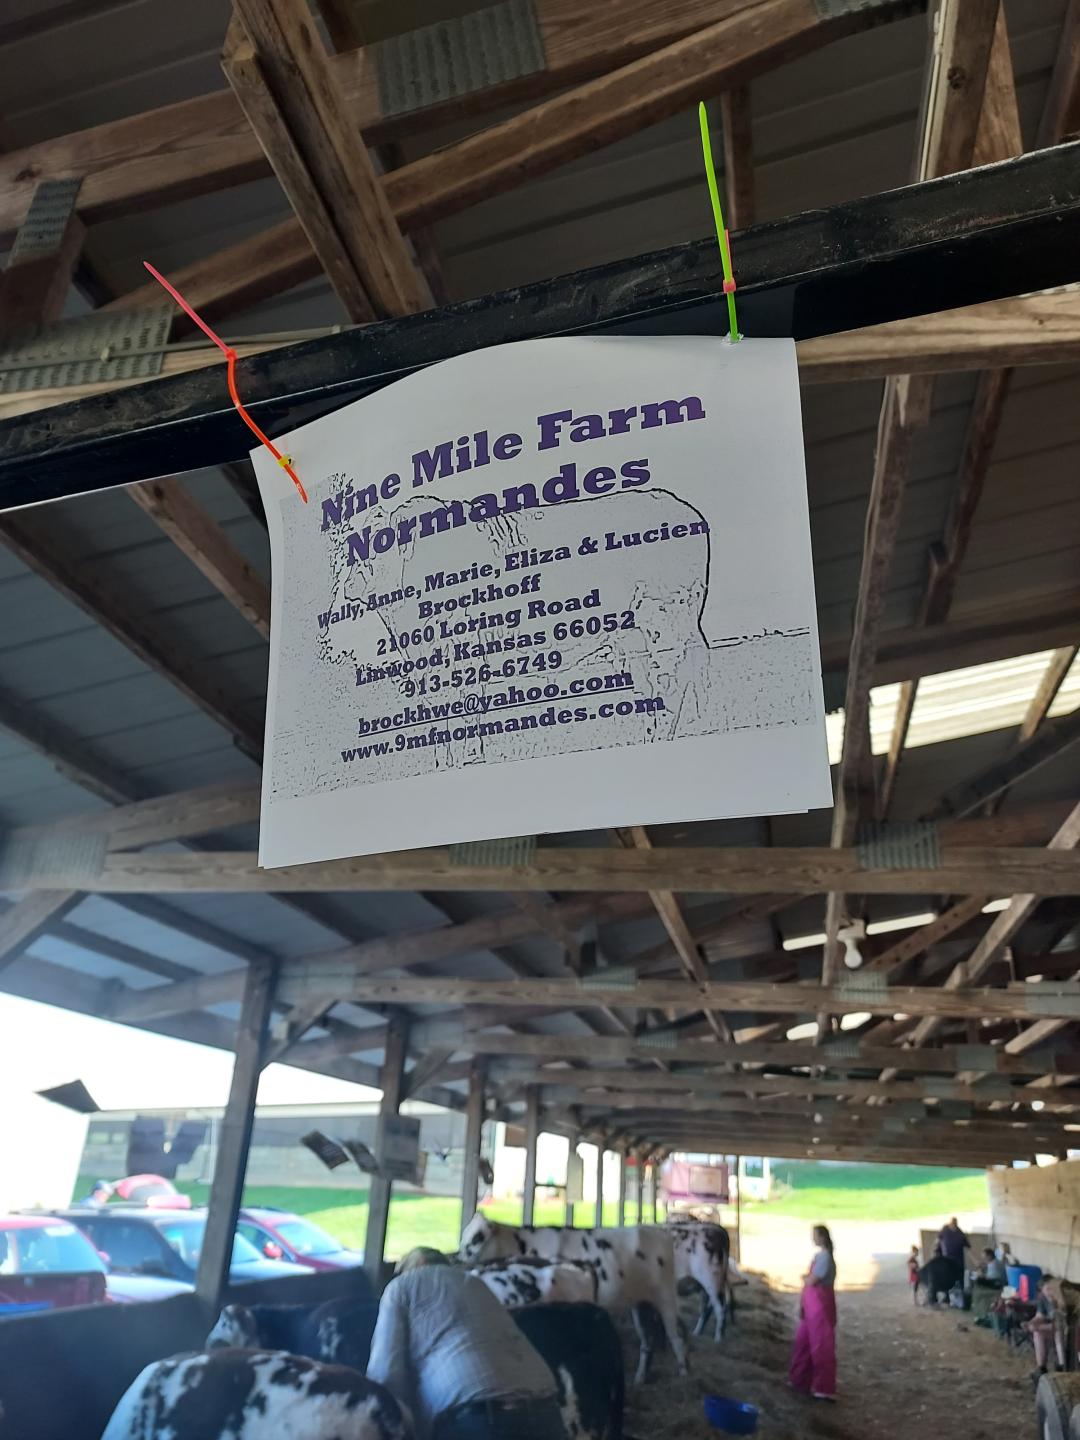 Nine Mile Farm
Normandes
Wally, Anne, Marie, Eliza & Lucien
Brockhoff
21060 Loring Road
Linwood, Kansas 66052
913-526-6749
brockhwe@yahoo.com
www.9mfnormandes.com